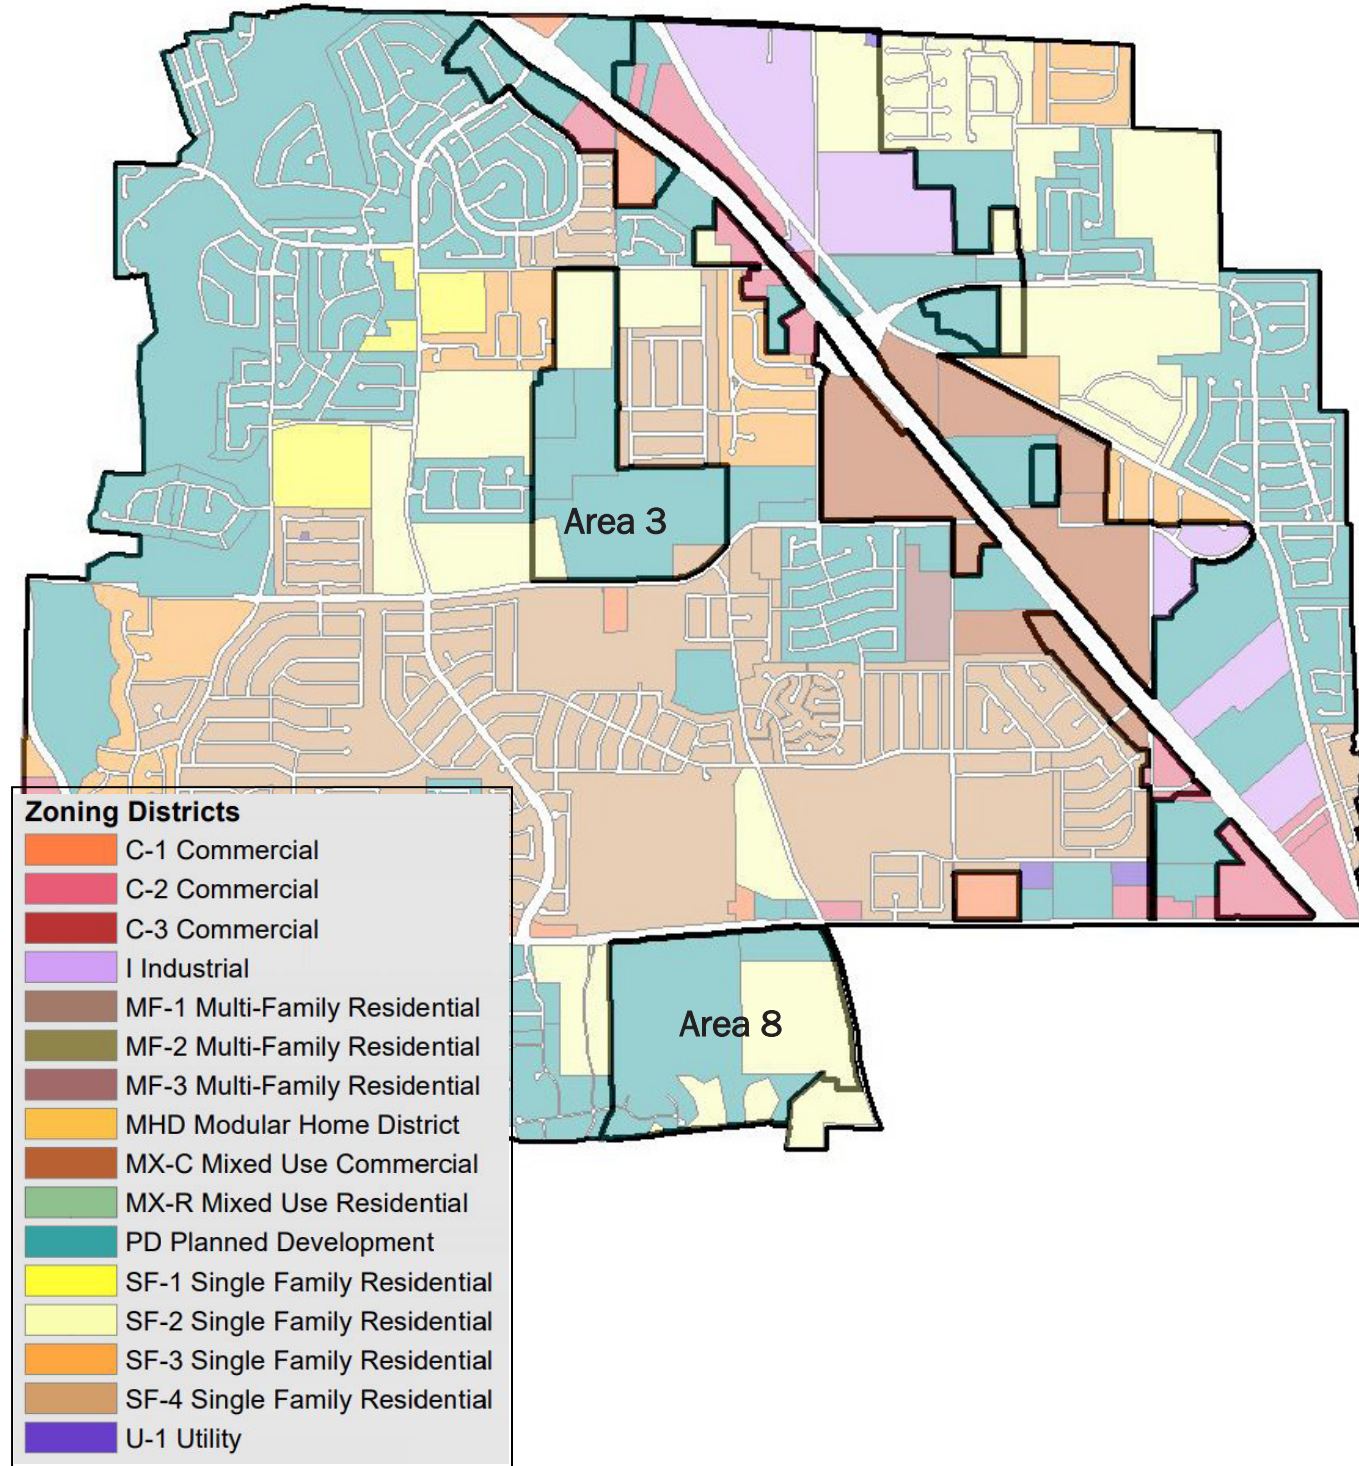 Area 3
Zoning Districts
C-1 Commercial
C-2 Commercial
C-3 Commercial
I Industrial
MF-1 Multi-Family Residential
MF-2 Multi-Family Residential
MF-3 Multi-Family Residential
MHD Modular Home District
MX-C Mixed Use Commercial
MX-R Mixed Use Residential
PD Planned Development
SF-1 Single Family Residential
SF-2 Single Family Residential
SF-3 Single Family Residential
SF-4 Single Family Residential
U-1 Utility
Area 8